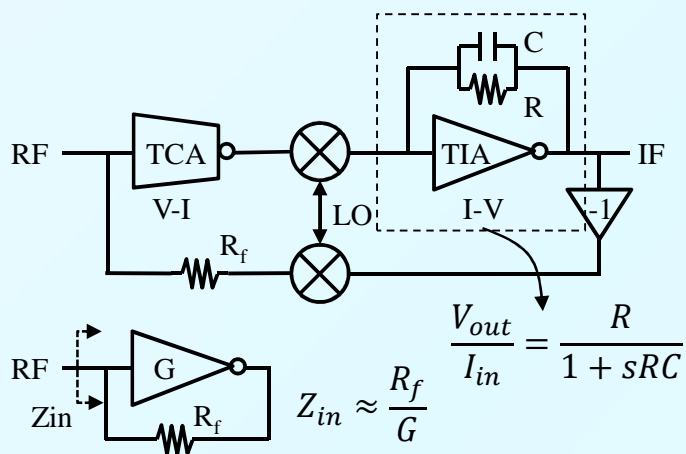 C
R
RF
TCA
TIA
IF
V-I
LO
I-V
-1
R_f
V_out / I_in = R / (1 + sRC)
RF
G
Zin
R_f
Z_in ≈ R_f / G